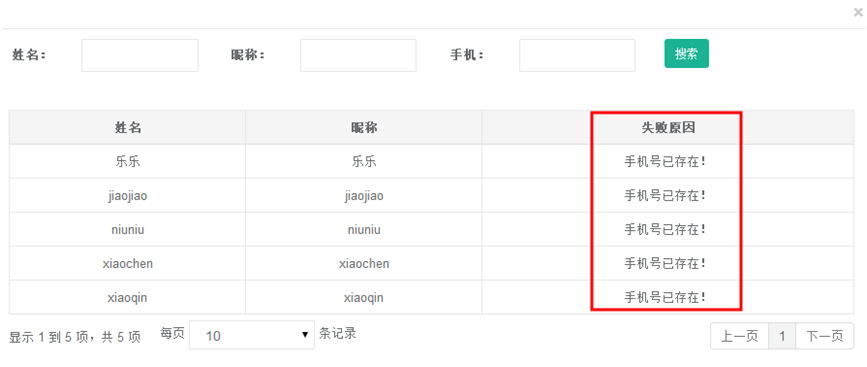 ×
姓名： 昵称： 手机： 搜索
姓名 昵称 失败原因
乐乐 乐乐 手机号已存在！
jiaojiao jiaojiao 手机号已存在！
niuniu niuniu 手机号已存在！
xiaochen xiaochen 手机号已存在！
xiaoqin xiaoqin 手机号已存在！
显示 1 到 5 项，共 5 项 每页 10 条记录 上一页 1 下一页